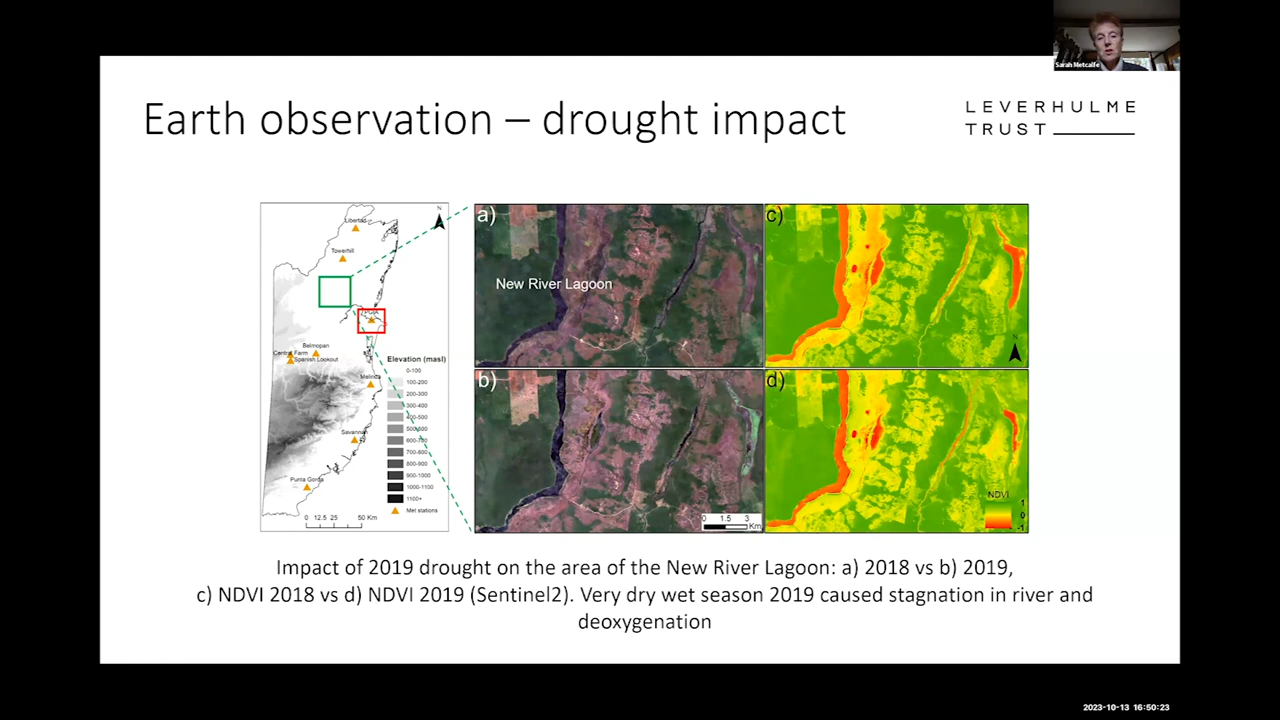 Sarah Metcalfe
Earth observation – drought impact
LEVERHULME
TRUST
N
Libertad
Towerhill
Belmopan
Central Farm
Spanish Lookout
Melinda
Savannah
Punta Gorda
Elevation (masl)
0-100
100-200
200-300
300-400
400-500
500-600
600-700
700-800
800-900
900-1000
1000-1100
1100+
Met stations
0 12.5 25 50 Km
a)
New River Lagoon
c)
N
b)
0 1.5 3
Km
d)
NDVI
1
0
-1
Impact of 2019 drought on the area of the New River Lagoon: a) 2018 vs b) 2019,
c) NDVI 2018 vs d) NDVI 2019 (Sentinel2). Very dry wet season 2019 caused stagnation in river and
deoxygenation
2023-10-13 16:50:23